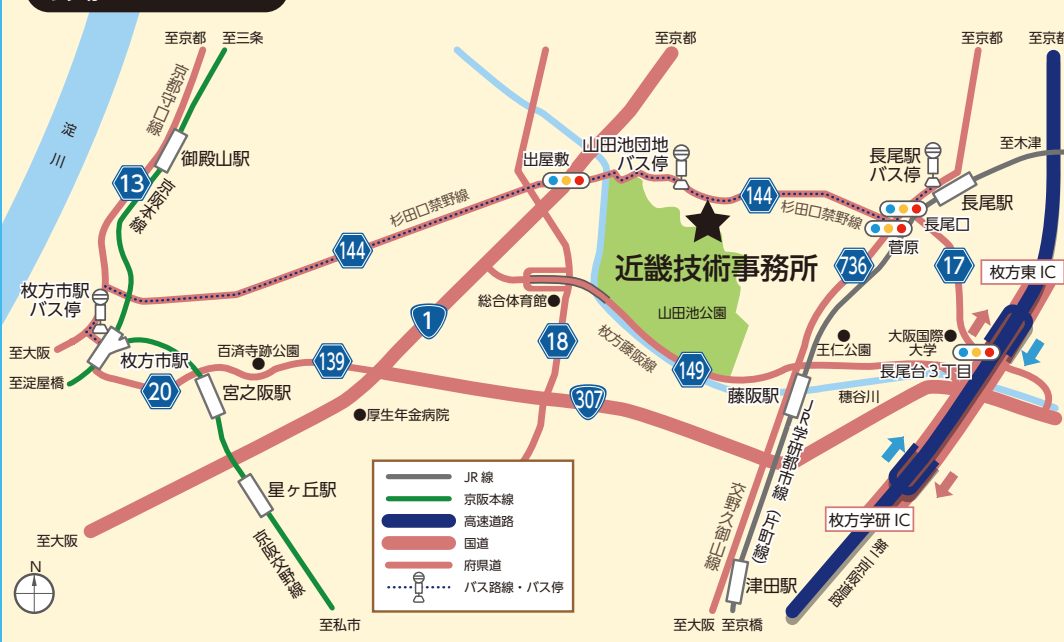 至京都
至三条
至京都
至京都
至京都
京都守口線
淀川
御殿山駅
13
京阪本線
出屋敷
山田池団地
バス停
144
杉田口禁野線
長尾駅
バス停
至木津
長尾駅
長尾口
菅原
杉田口禁野線
144
近畿技術事務所
736
17
枚方東IC
枚方市駅
バス停
1
総合体育館
山田池公園
至大阪
枚方市駅
百済寺跡公園
139
18
枚方藤阪線
149
王仁公園
大阪国際
大学
長尾台3丁目
至淀屋橋
20
宮之阪駅
307
藤阪駅
穂谷川
厚生年金病院
JR学研都市線(片町線)
星ヶ丘駅
JR線
京阪本線
高速道路
国道
府県道
バス路線・バス停
交野久御山線
枚方学研IC
至大阪
京阪交野線
第二京阪道路
N
津田駅
至私市
至大阪
至京橋